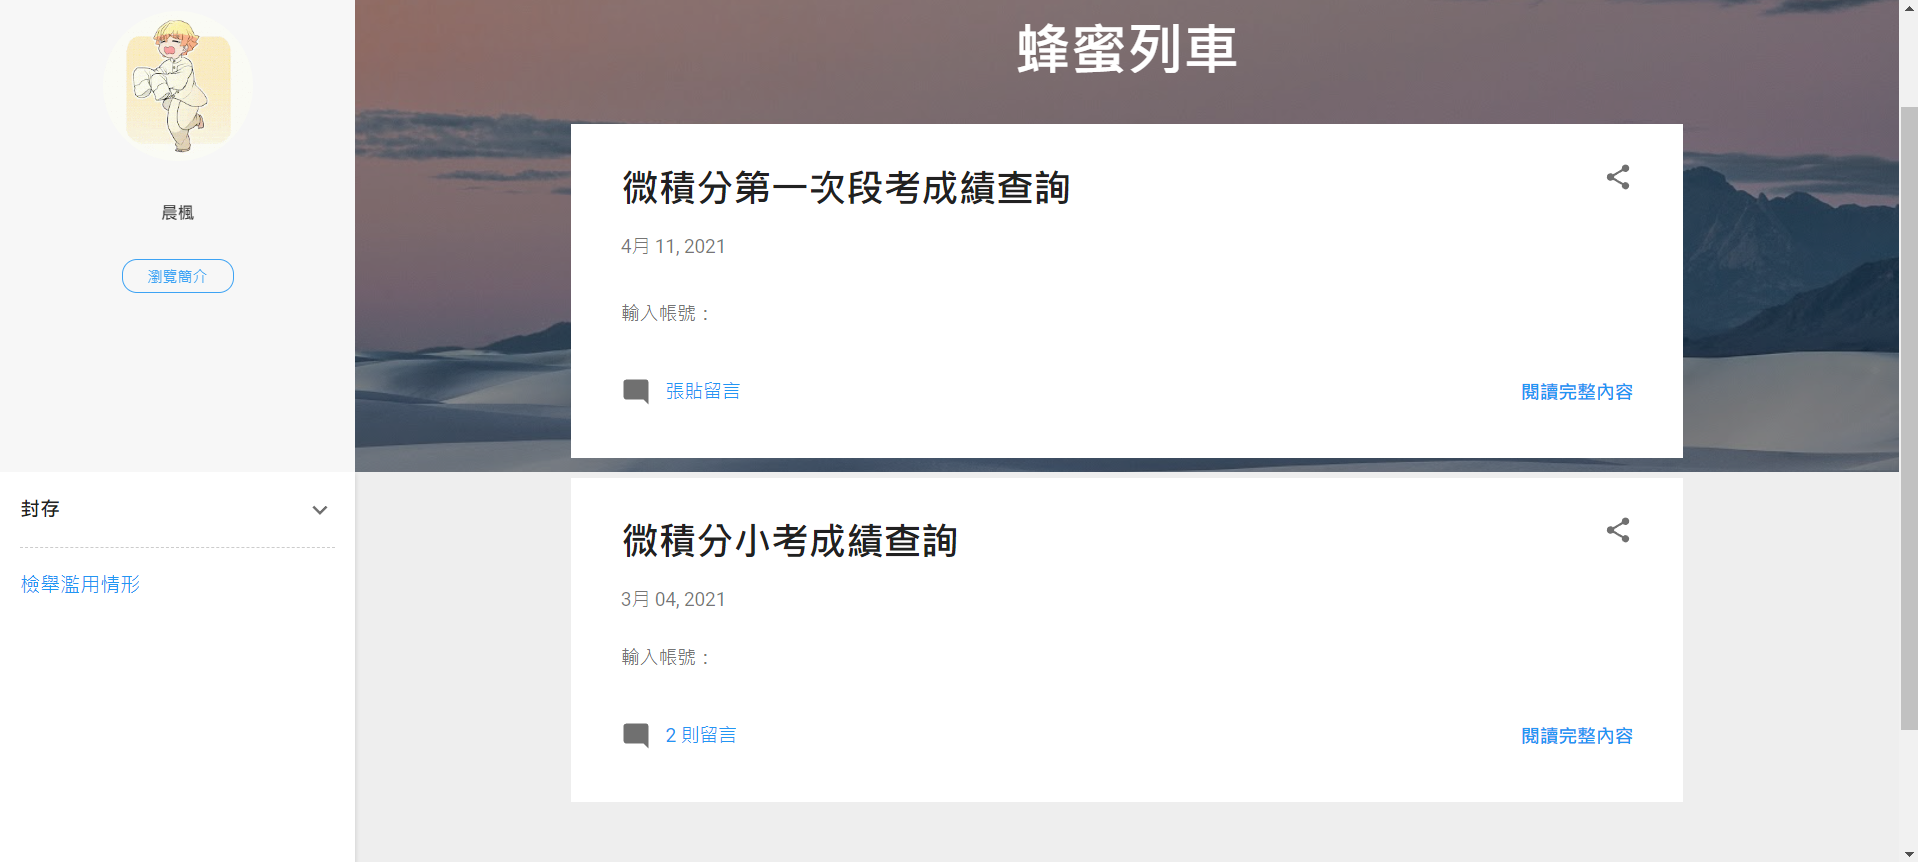 晨楓
瀏覽簡介
封存
檢舉濫用情形
蜂蜜列車
微積分第一次段考成績查詢
4月 11, 2021
輸入帳號：
張貼留言
閱讀完整內容
微積分小考成績查詢
3月 04, 2021
輸入帳號：
2 則留言
閱讀完整內容